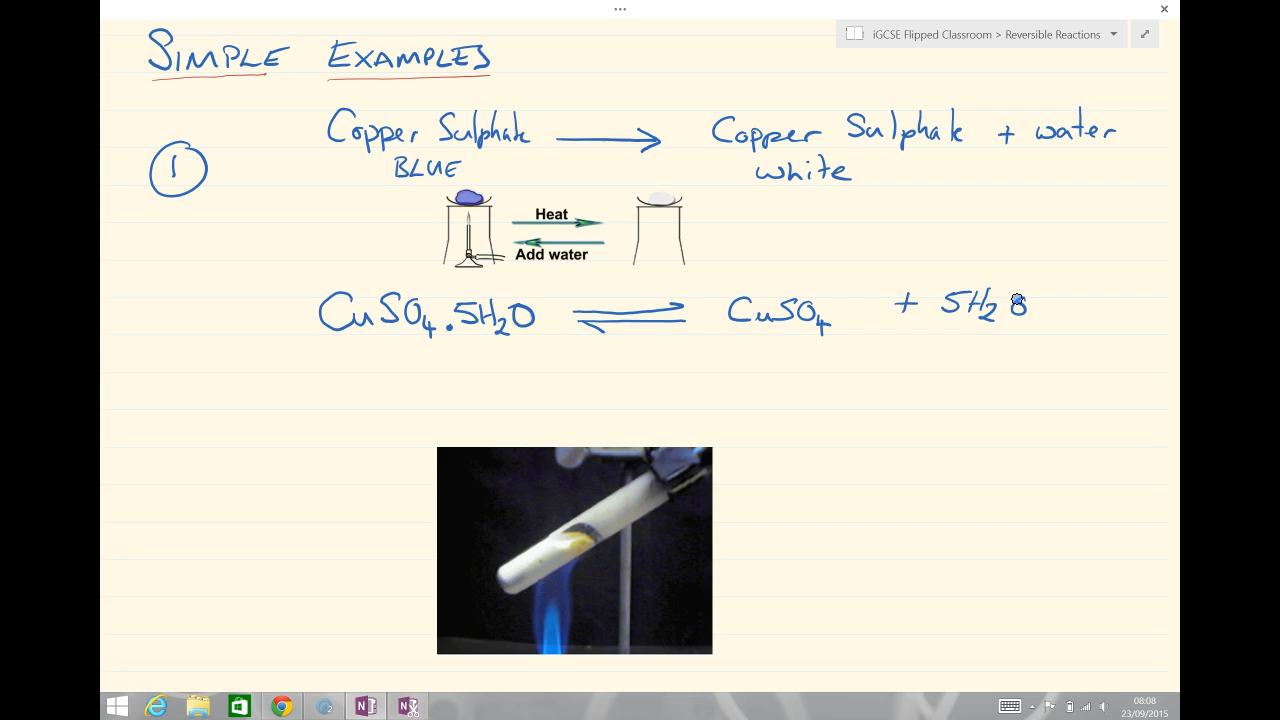 iGCSE Flipped Classroom > Reversible Reactions
SIMPLE EXAMPLES
1
Copper Sulphate → Copper Sulphate + water
BLUE white
Heat
Add water
CuSO₄.5H₂O ⇌ CuSO₄ + 5H₂O
08:08
23/09/2015